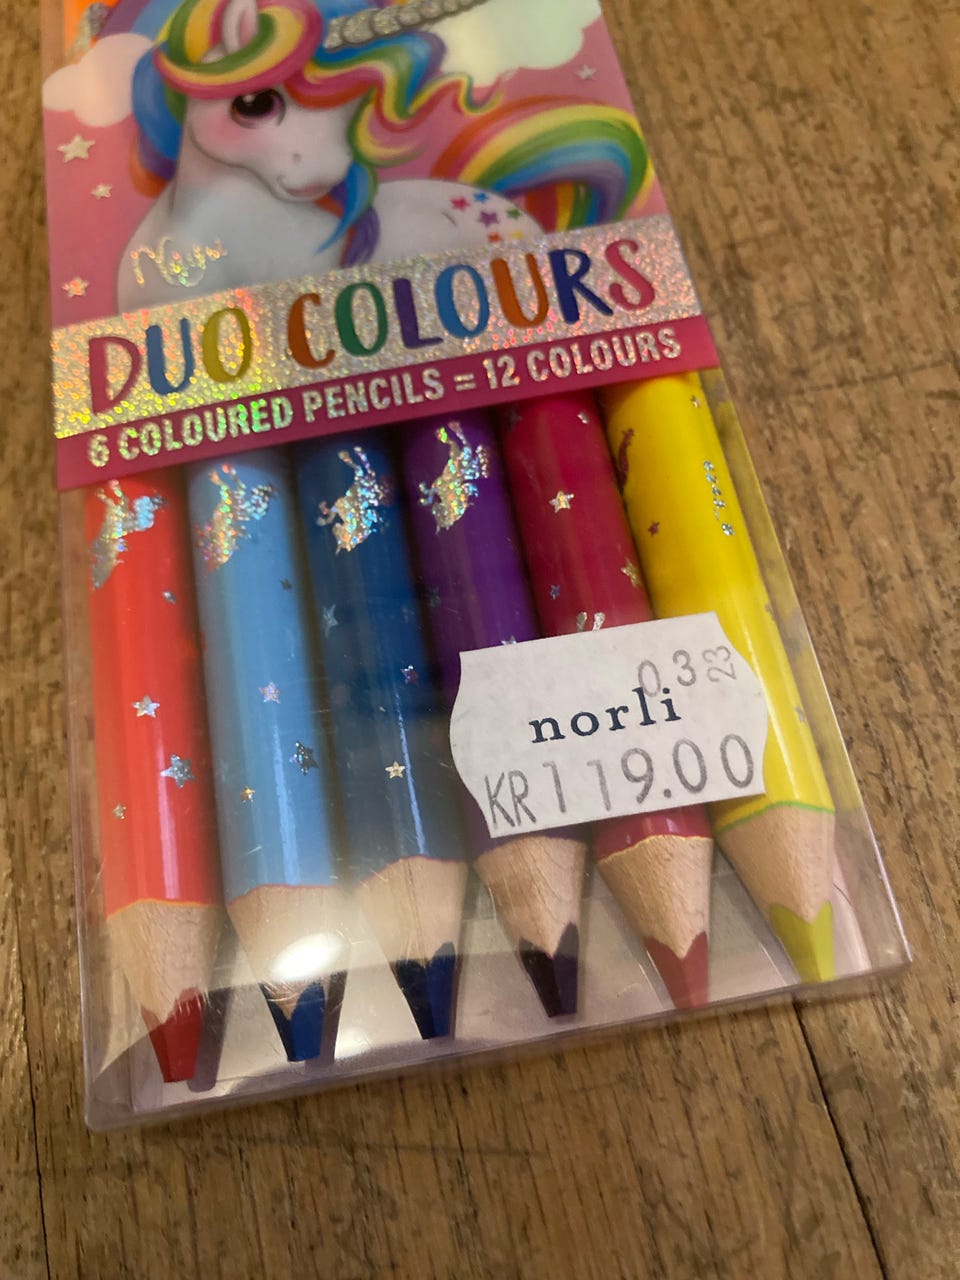 DUO COLOURS
6 COLOURED PENCILS = 12 COLOURS
03 23
norli
KR 119.00